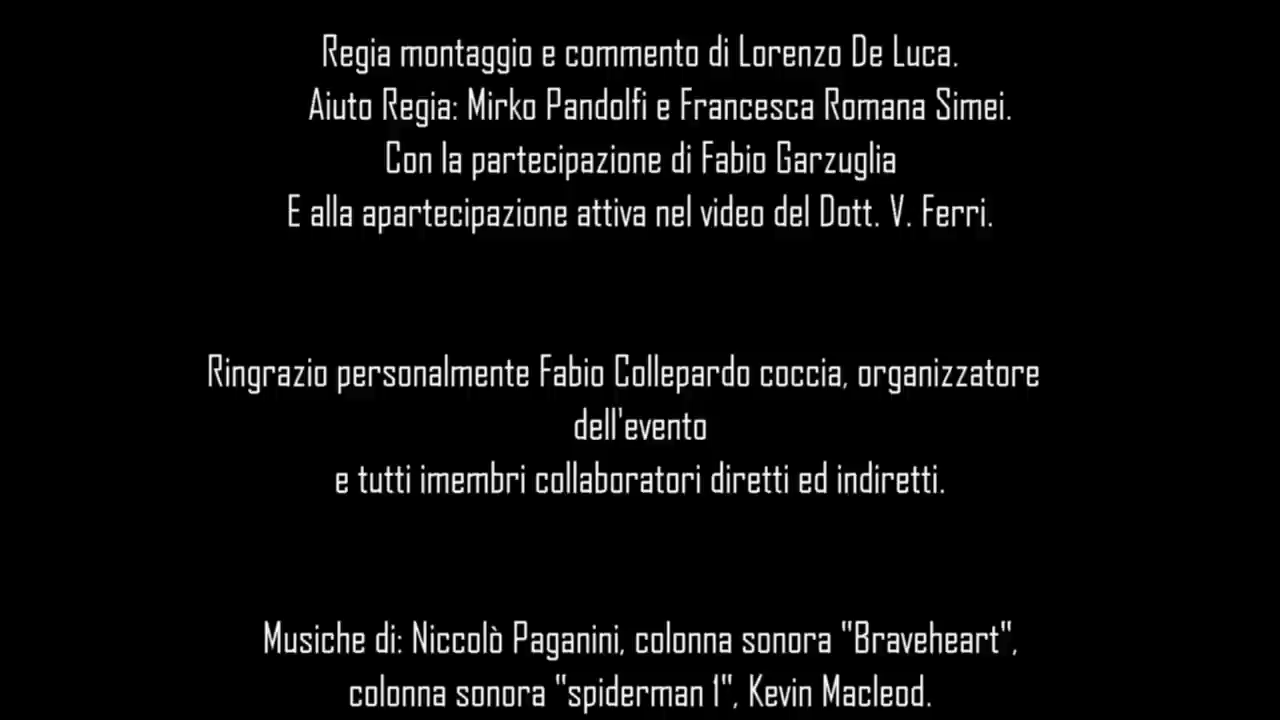 Regia montaggio e commento di Lorenzo De Luca.
Aiuto Regia: Mirko Pandolfi e Francesca Romana Simei.
Con la partecipazione di Fabio Garzuglia
E alla apartecipazione attiva nel video del Dott. V. Ferri.
Ringrazio personalmente Fabio Collepardo coccia, organizzatore
dell'evento
e tutti imembri collaboratori diretti ed indiretti.
Musiche di: Niccolò Paganini, colonna sonora "Braveheart",
colonna sonora "spiderman 1", Kevin Macleod.